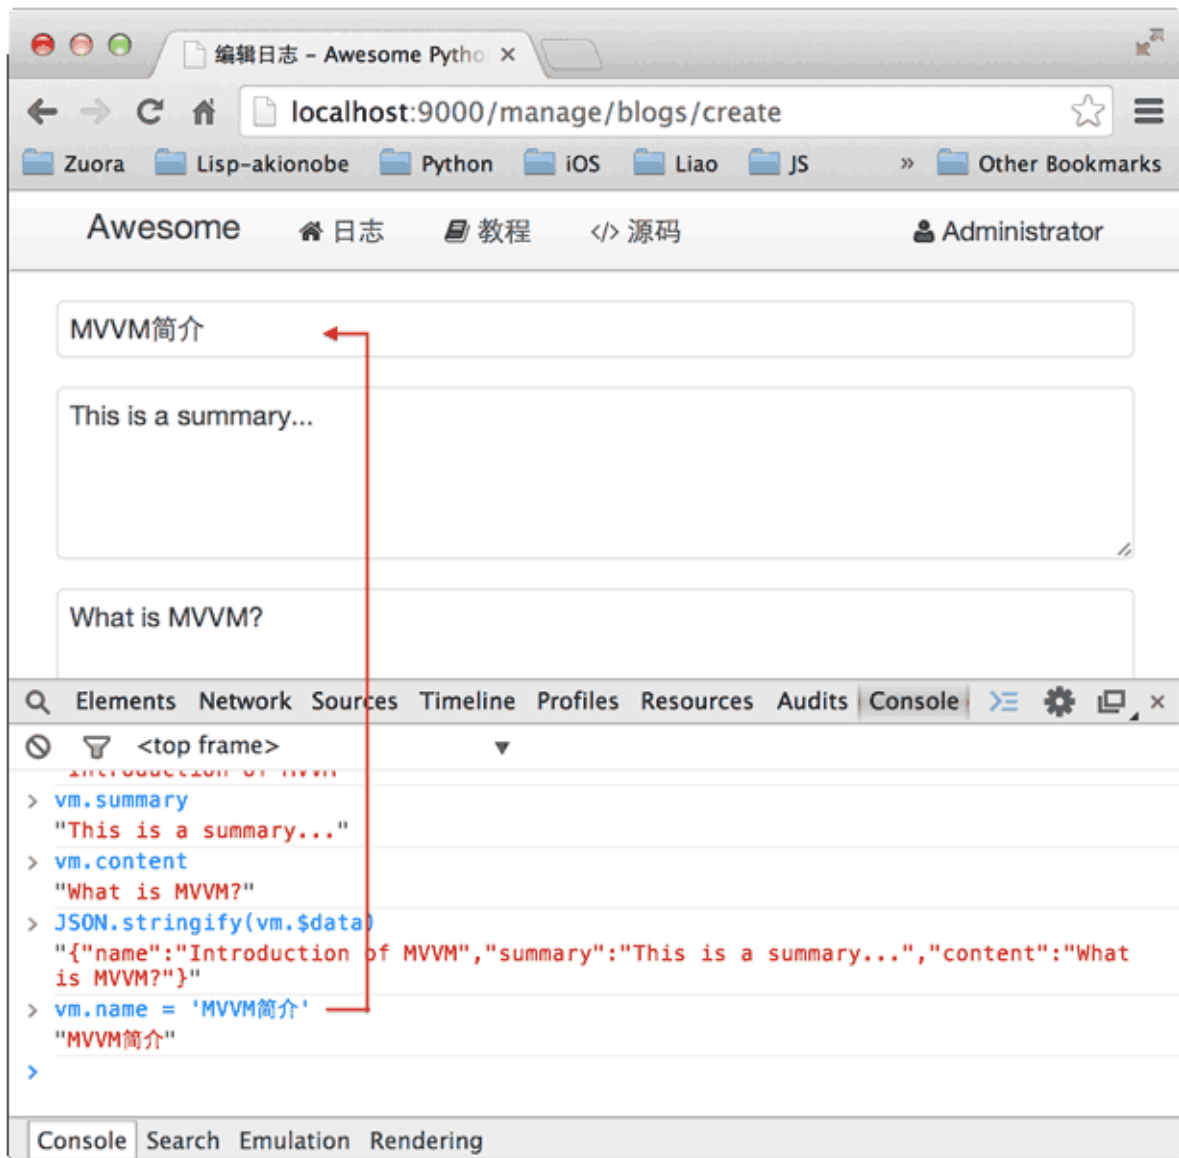 编辑日志 - Awesome Pytho
localhost:9000/manage/blogs/create
Zuora Lisp-akionobe Python iOS Liao JS » Other Bookmarks
Awesome 日志 教程 </> 源码 Administrator
MVVM简介
This is a summary...
What is MVVM?
Elements Network Sources Timeline Profiles Resources Audits Console
<top frame>
"Introduction of MVVM"
> vm.summary
"This is a summary..."
> vm.content
"What is MVVM?"
> JSON.stringify(vm.$data)
"{"name":"Introduction of MVVM","summary":"This is a summary...","content":"What
is MVVM?"}"
> vm.name = 'MVVM简介'
"MVVM简介"
>
Console Search Emulation Rendering